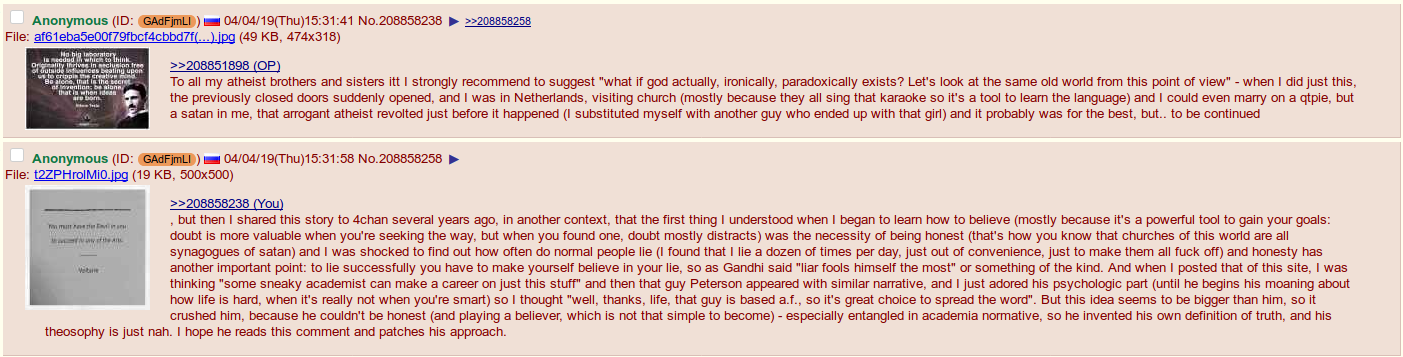 Anonymous (ID: GAdFjmLI) 04/04/19(Thu)15:31:41 No.208858238 ▶ >>208858258
File: af61eba5e00f79fbcf4cbbd7f(...).jpg (49 KB, 474x318)
No big laboratory
is needed in which to think.
Originality thrives in seclusion free
of outside influences beating upon
us to cripple the creative mind.
Be alone, that is the secret
of invention: be alone,
that is when ideas
are born.
Nikola Tesla
>>208851898 (OP)
To all my atheist brothers and sisters itt I strongly recommend to suggest "what if god actually, ironically, paradoxically exists? Let's look at the same old world from this point of view" - when I did just this,
the previously closed doors suddenly opened, and I was in Netherlands, visiting church (mostly because they all sing that karaoke so it's a tool to learn the language) and I could even marry on a qtpie, but
a satan in me, that arrogant atheist revolted just before it happened (I substituted myself with another guy who ended up with that girl) and it probably was for the best, but.. to be continued
Anonymous (ID: GAdFjmLI) 04/04/19(Thu)15:31:58 No.208858258 ▶
File: t2ZPHrolMi0.jpg (19 KB, 500x500)
You must have the Devil in you
to succeed in any of the Arts.
Voltaire
>>208858238 (You)
, but then I shared this story to 4chan several years ago, in another context, that the first thing I understood when I began to learn how to believe (mostly because it's a powerful tool to gain your goals:
doubt is more valuable when you're seeking the way, but when you found one, doubt mostly distracts) was the necessity of being honest (that's how you know that churches of this world are all
synagogues of satan) and I was shocked to find out how often do normal people lie (I found that I lie a dozen of times per day, just out of convenience, just to make them all fuck off) and honesty has
another important point: to lie successfully you have to make yourself believe in your lie, so as Gandhi said "liar fools himself the most" or something of the kind. And when I posted that of this site, I was
thinking "some sneaky academist can make a career on just this stuff" and then that guy Peterson appeared with similar narrative, and I just adored his psychologic part (until he begins his moaning about
how life is hard, when it's really not when you're smart) so I thought "well, thanks, life, that guy is based a.f., so it's great choice to spread the word". But this idea seems to be bigger than him, so it
crushed him, because he couldn't be honest (and playing a believer, which is not that simple to become) - especially entangled in academia normative, so he invented his own definition of truth, and his
theosophy is just nah. I hope he reads this comment and patches his approach.